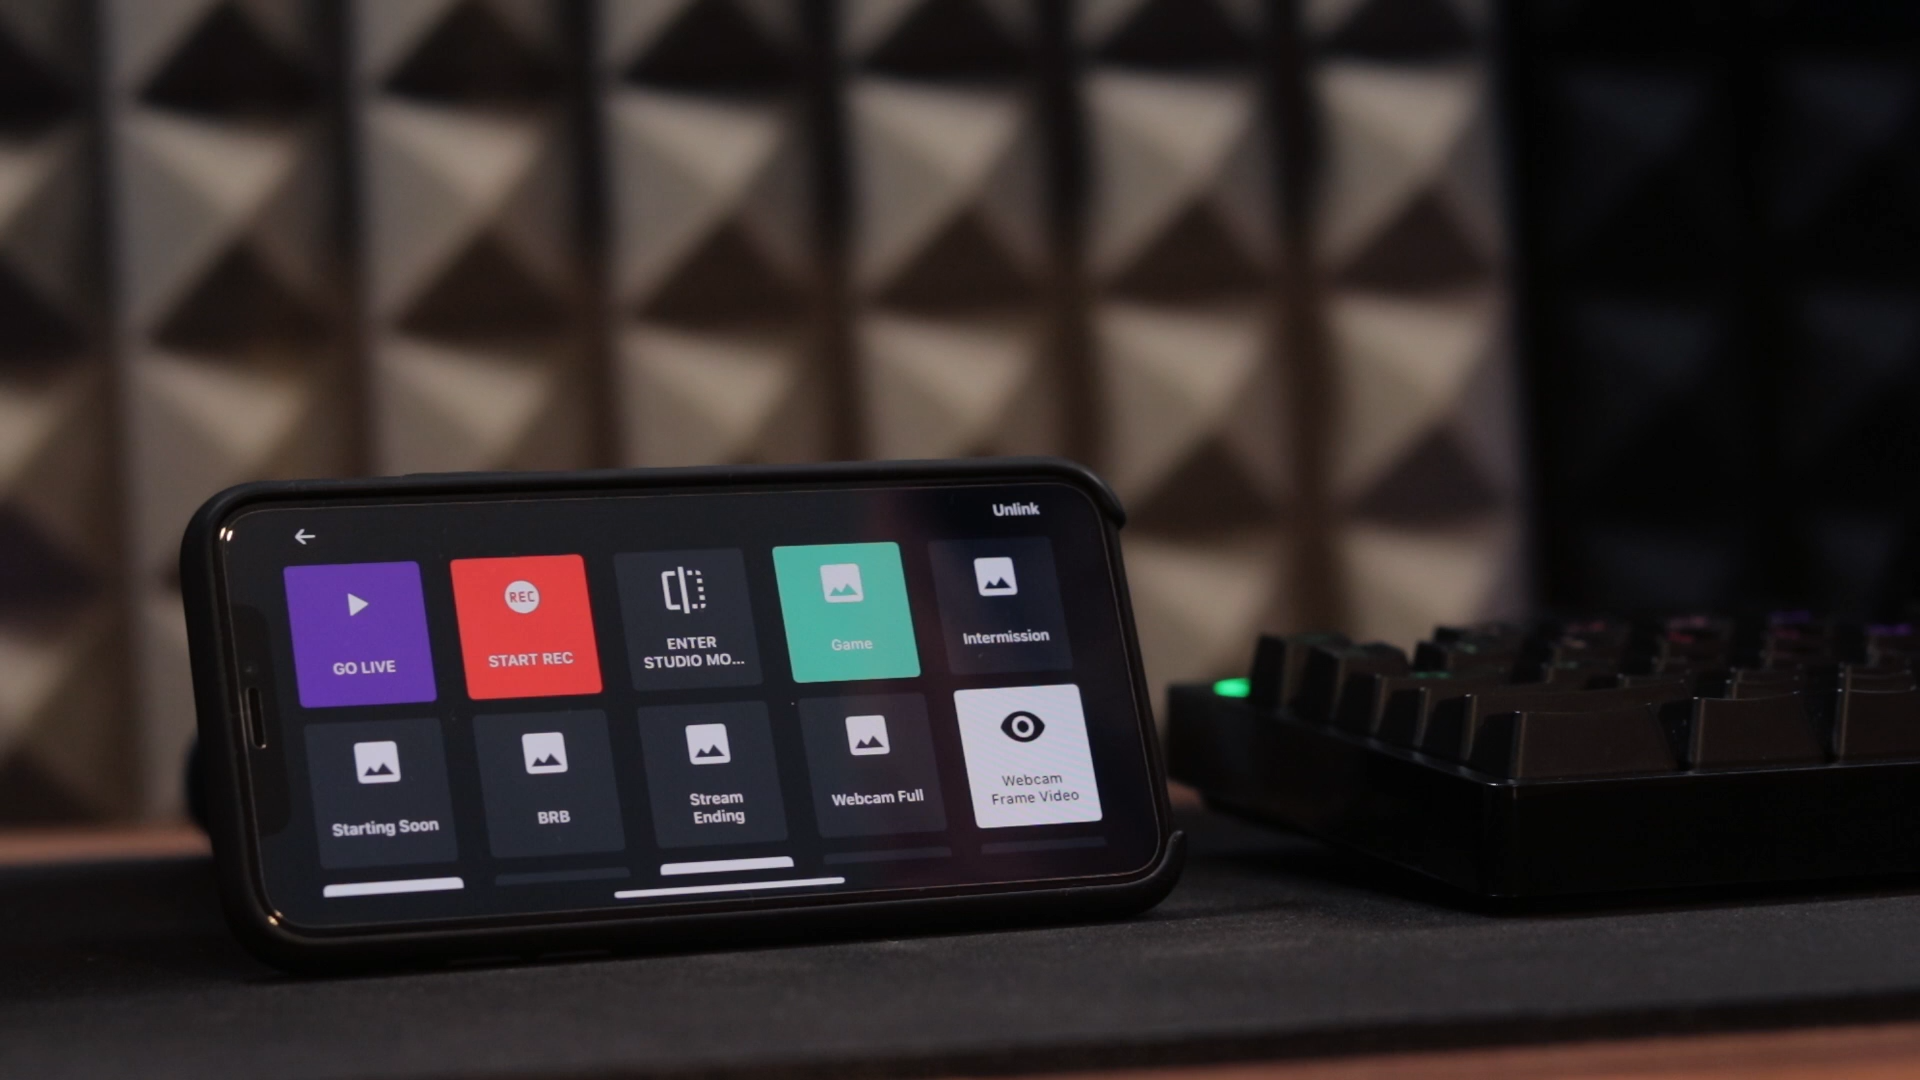 Unlink
GO LIVE
REC
START REC
ENTER
STUDIO MO...
Game
Intermission
Starting Soon
BRB
Stream
Ending
Webcam Full
Webcam
Frame Video